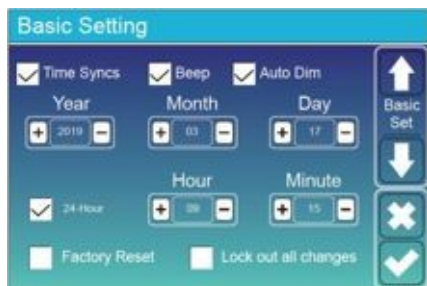 Basic Setting
Time Syncs Beep Auto Dim
Year Month Day
+ 2019 - + 03 - + 17 -
Basic
Set
Hour Minute
24-Hour + 09 - + 15 -
Factory Reset Lock out all changes